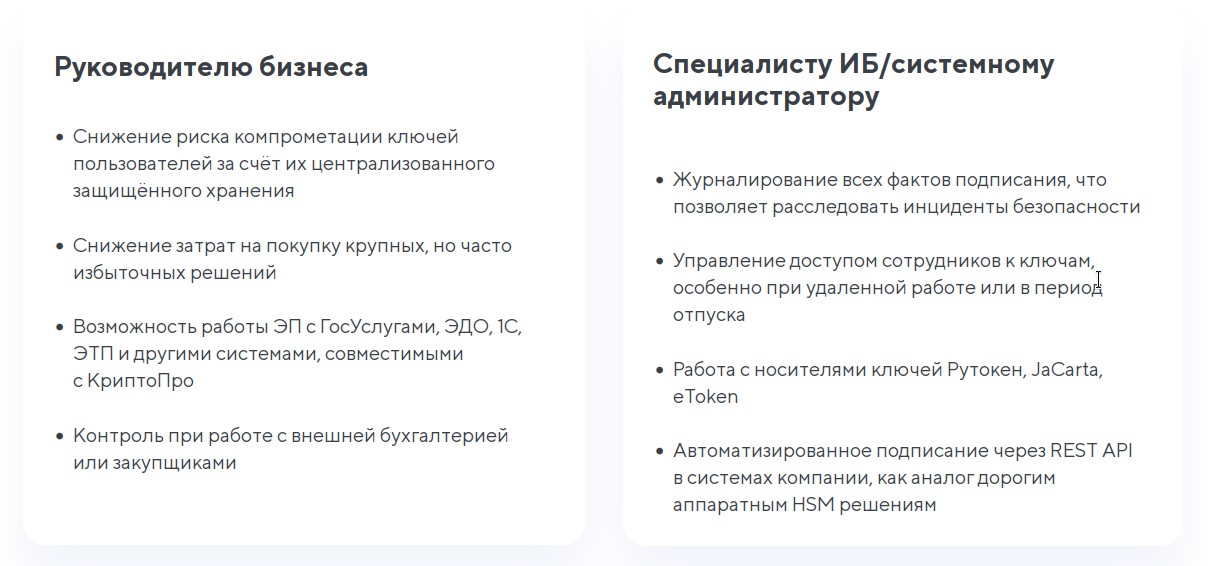 Руководителю бизнеса
• Снижение риска компрометации ключей
пользователей за счёт их централизованного
защищённого хранения
• Снижение затрат на покупку крупных, но часто
избыточных решений
• Возможность работы ЭП с ГосУслугами, ЭДО, 1С,
ЭТП и другими системами, совместимыми
с КриптоПро
• Контроль при работе с внешней бухгалтерией
или закупщиками
Специалисту ИБ/системному
администратору
• Журналирование всех фактов подписания, что
позволяет расследовать инциденты безопасности
• Управление доступом сотрудников к ключам,
особенно при удаленной работе или в период
отпуска
• Работа с носителями ключей Рутокен, JaCarta,
eToken
• Автоматизированное подписание через REST API
в системах компании, как аналог дорогим
аппаратным HSM решениям